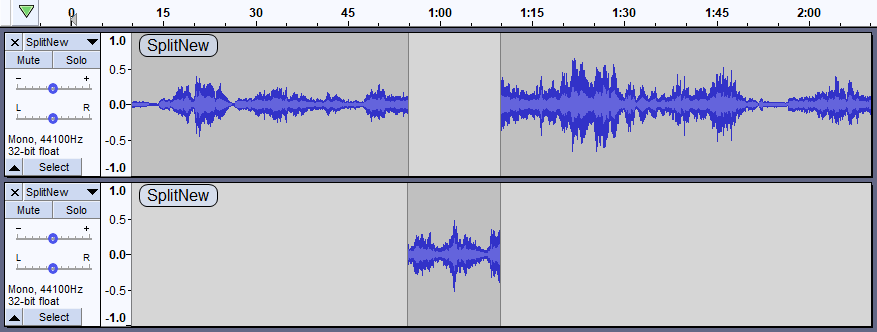 0 15 30 45 1:00 1:15 1:30 1:45 2:00
× SplitNew 1.0 SplitNew
Mute Solo
- + 0.5
L R 0.0
Mono, 44100Hz -0.5
32-bit float
Select -1.0
× SplitNew 1.0 SplitNew
Mute Solo
- + 0.5
L R 0.0
Mono, 44100Hz -0.5
32-bit float
Select -1.0